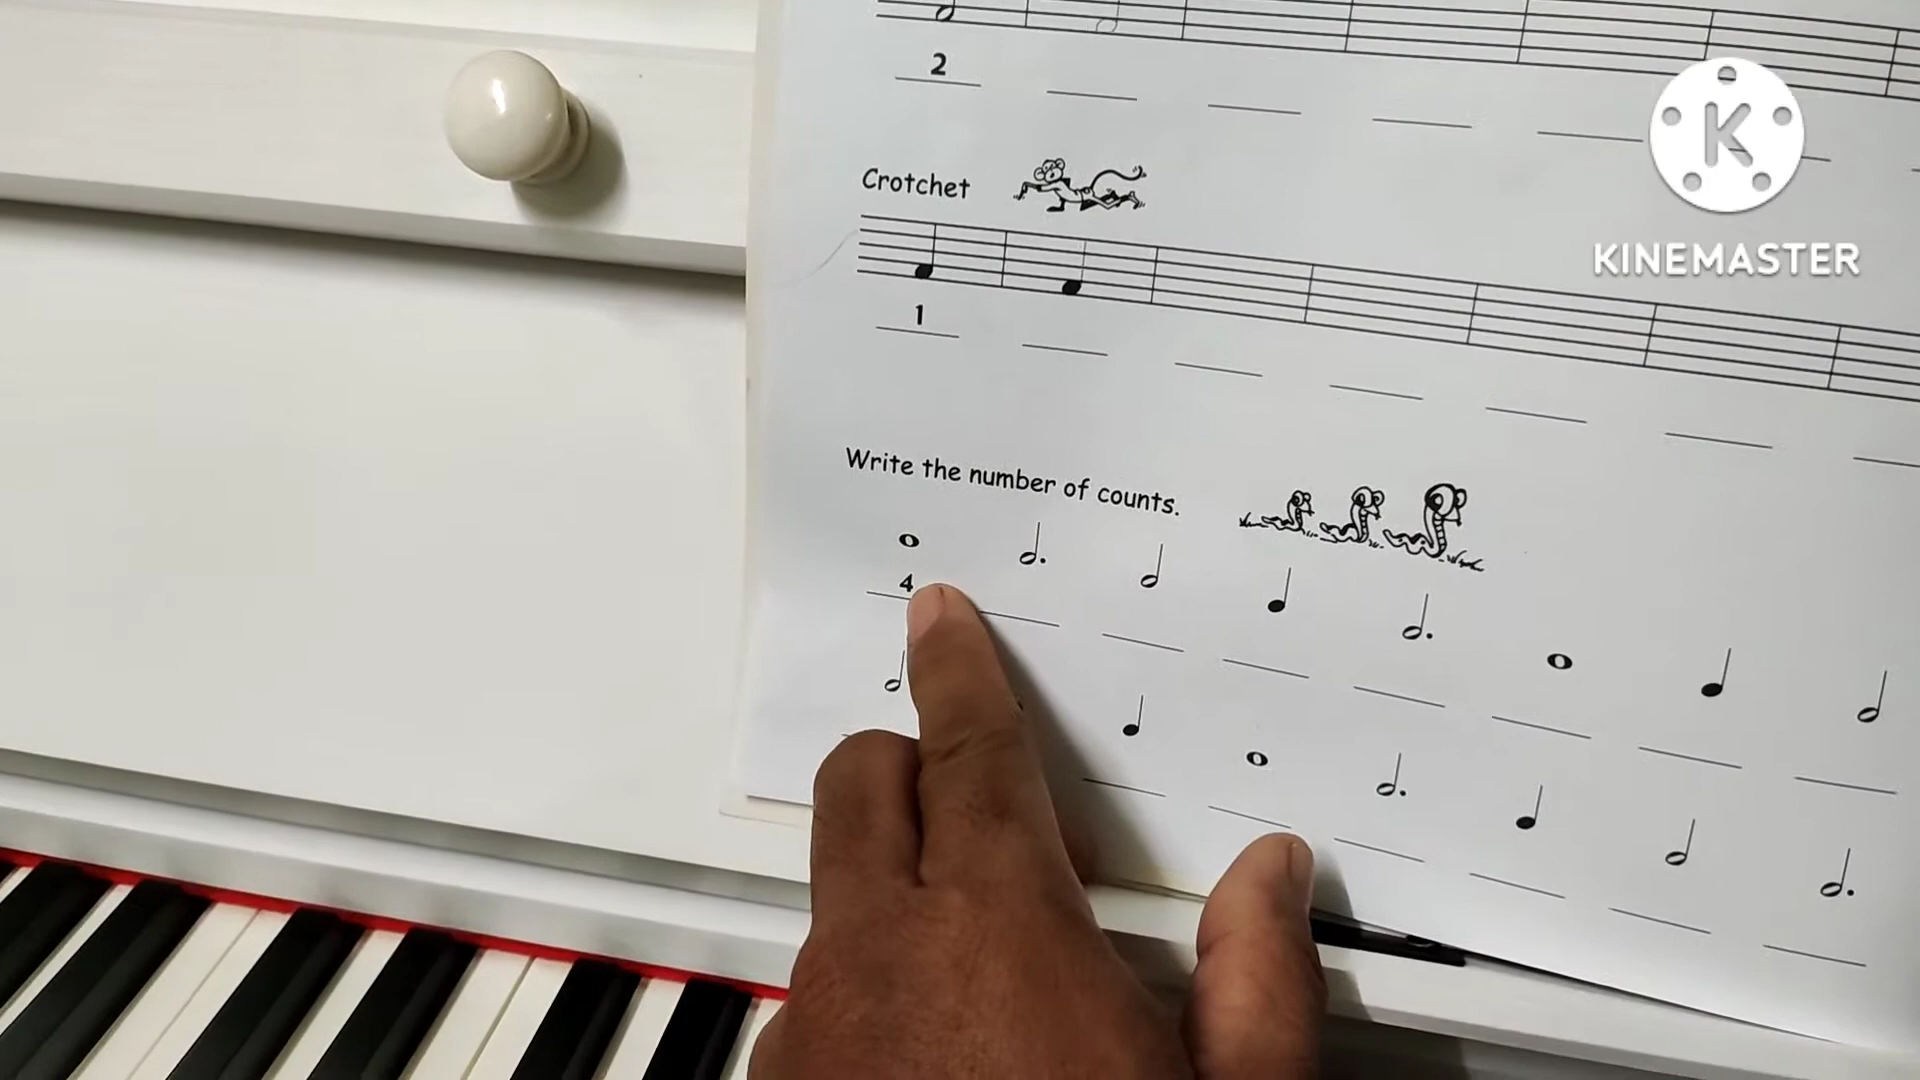 2
Crotchet
1
Write the number of counts.
4
K
KINEMASTER